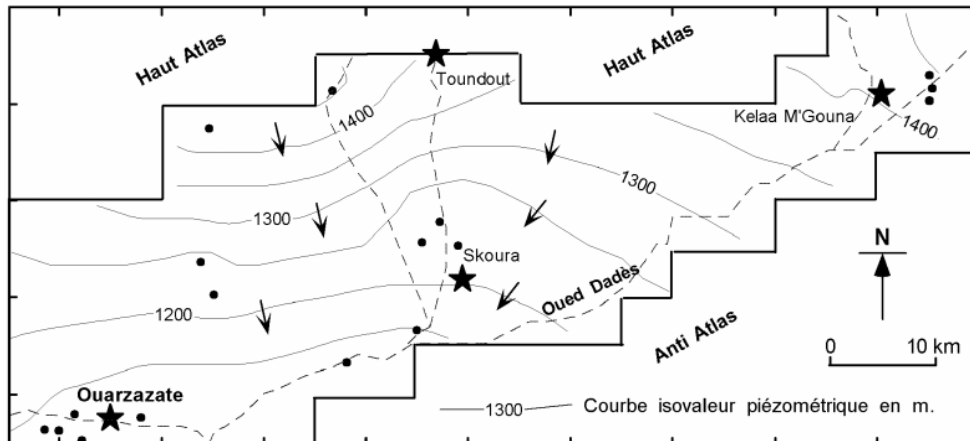 Haut Atlas
Haut Atlas
Toundout
Kelaa M'Gouna
1400
1400
1300
1300
Skoura
N
Oued Dadès
1200
Anti Atlas
0 10 km
Ouarzazate
1300 Courbe isovaleur piézométrique en m.